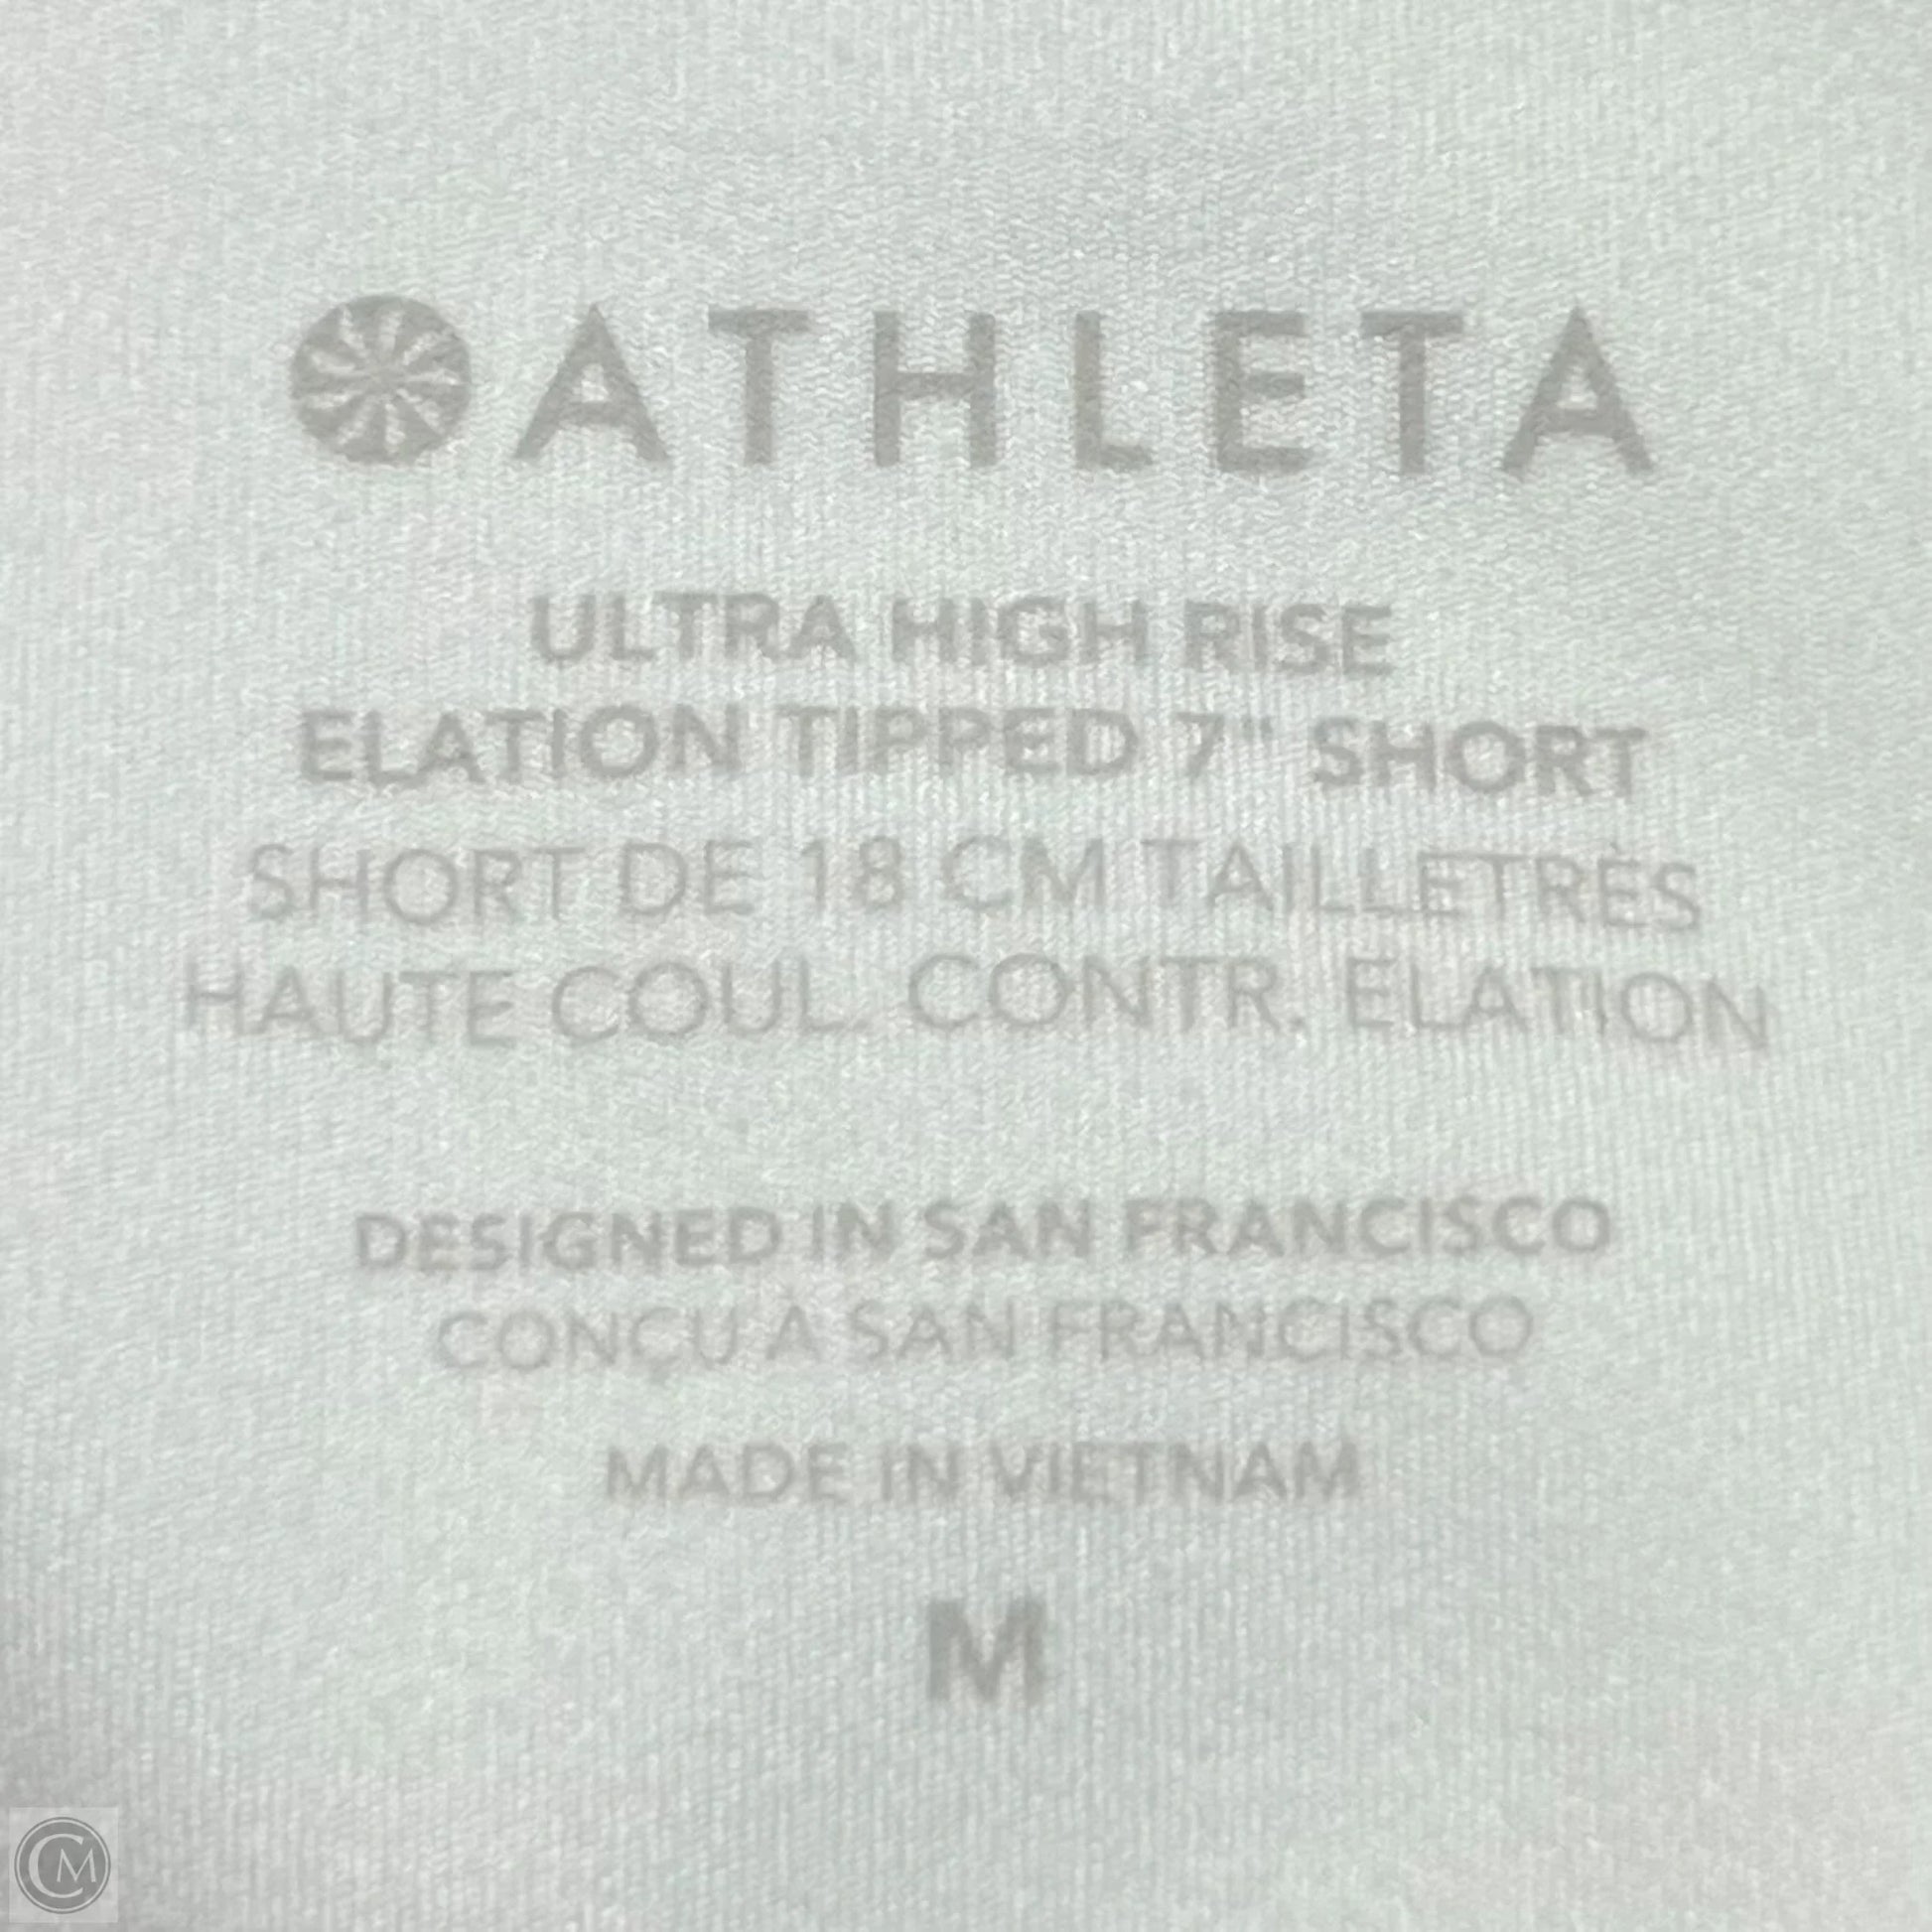 ATHLETA
ULTRA HIGH RISE
ELATION TIPPED 7" SHORT
SHORT DE 18 CM TAILLETRÈS
HAUTE COUL. CONTR. ELATION
DESIGNED IN SAN FRANCISCO
CONÇU À SAN FRANCISCO
MADE IN VIETNAM
M
CM